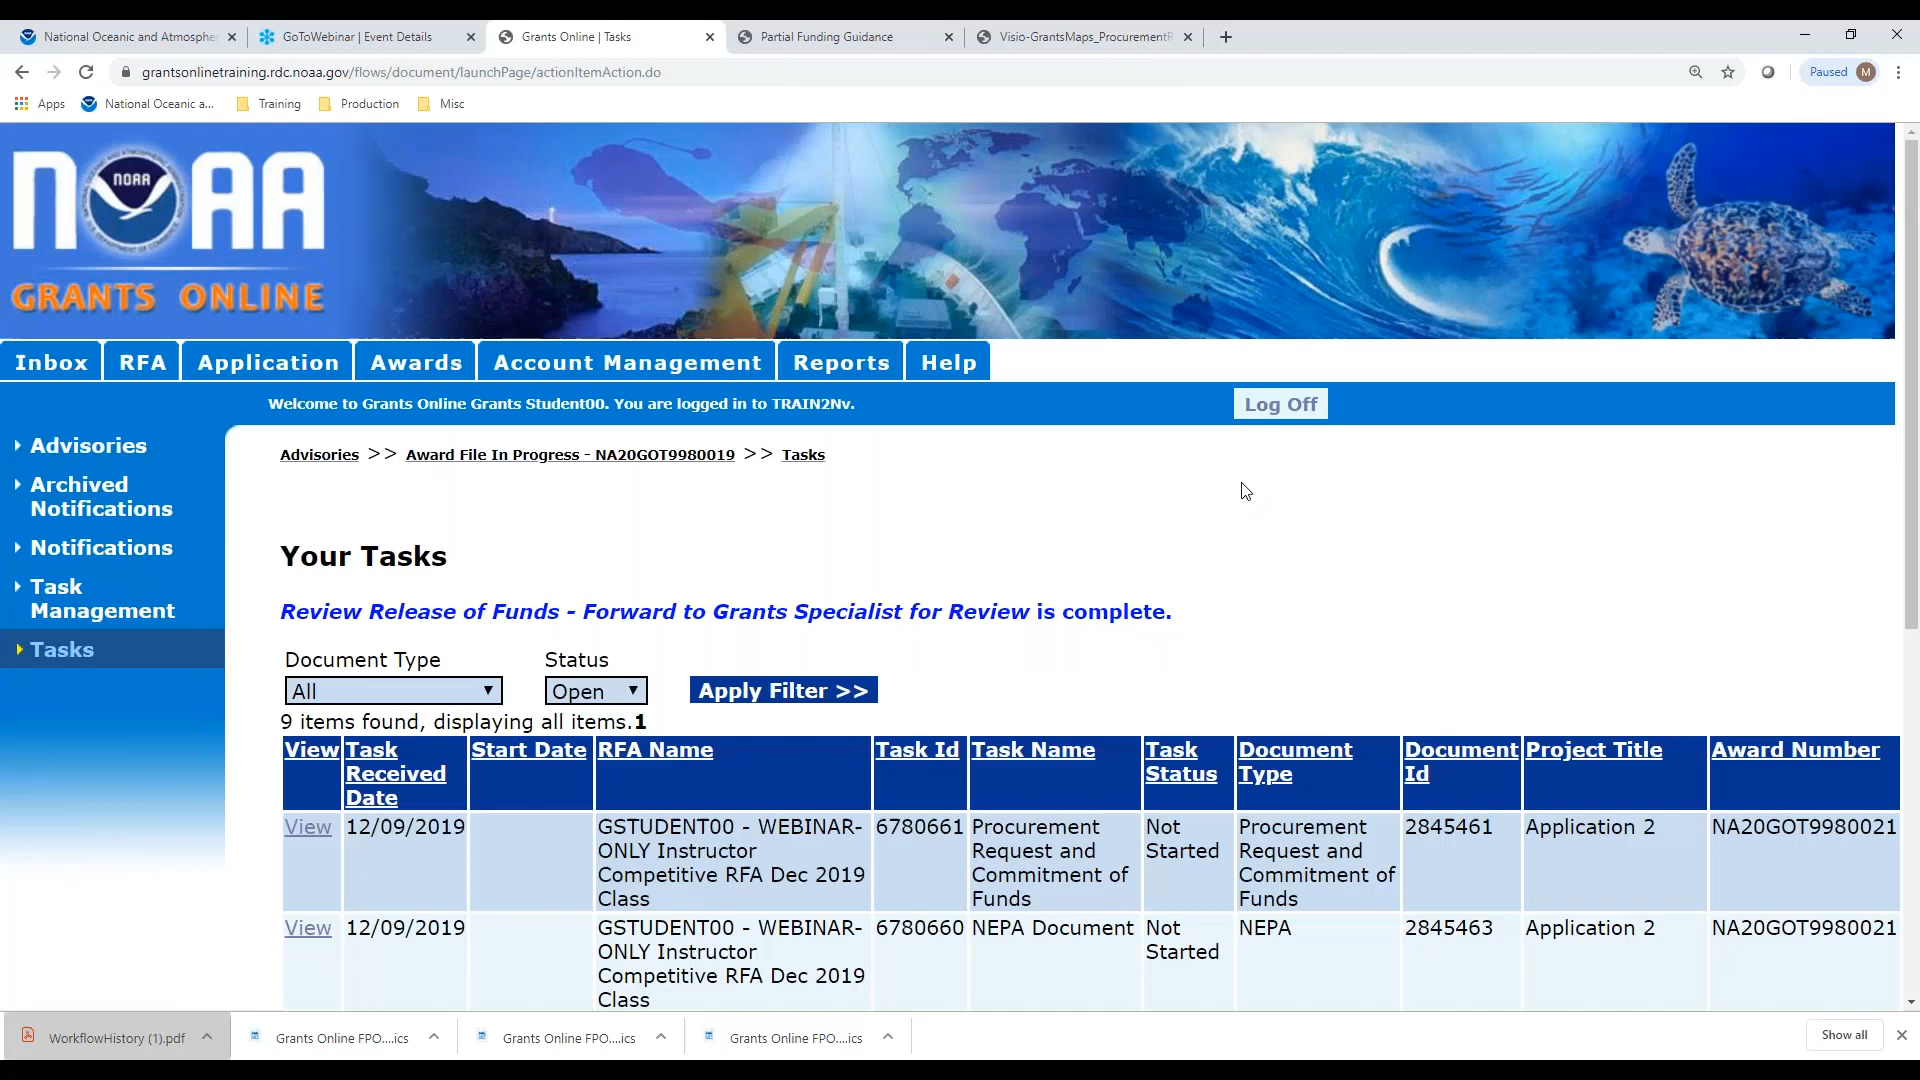 National Oceanic and Atmosphe
GoToWebinar | Event Details
Grants Online | Tasks
Partial Funding Guidance
Visio-GrantsMaps_ProcurementR
grantsonlinetraining.rdc.noaa.gov/flows/document/launchPage/actionItemAction.do
Paused M
Apps
National Oceanic a...
Training
Production
Misc
NOAA
NOAA
GRANTS ONLINE
Inbox
RFA
Application
Awards
Account Management
Reports
Help
Welcome to Grants Online Grants Student00. You are logged in to TRAIN2Nv.
Log Off
Advisories
Archived
Notifications
Notifications
Task
Management
Tasks
Advisories >> Award File In Progress - NA20GOT9980019 >> Tasks
Your Tasks
Review Release of Funds - Forward to Grants Specialist for Review is complete.
Document Type
Status
All
Open
Apply Filter >>
9 items found, displaying all items.1
View
Task
Received
Date
Start Date
RFA Name
Task Id
Task Name
Task
Status
Document
Type
Document
Id
Project Title
Award Number
View
12/09/2019
GSTUDENT00 - WEBINAR-
ONLY Instructor
Competitive RFA Dec 2019
Class
6780661
Procurement
Request and
Commitment of
Funds
Not
Started
Procurement
Request and
Commitment of
Funds
2845461
Application 2
NA20GOT9980021
View
12/09/2019
GSTUDENT00 - WEBINAR-
ONLY Instructor
Competitive RFA Dec 2019
Class
6780660
NEPA Document
Not
Started
NEPA
2845463
Application 2
NA20GOT9980021
WorkflowHistory (1).pdf
Grants Online FPO....ics
Grants Online FPO....ics
Grants Online FPO....ics
Show all